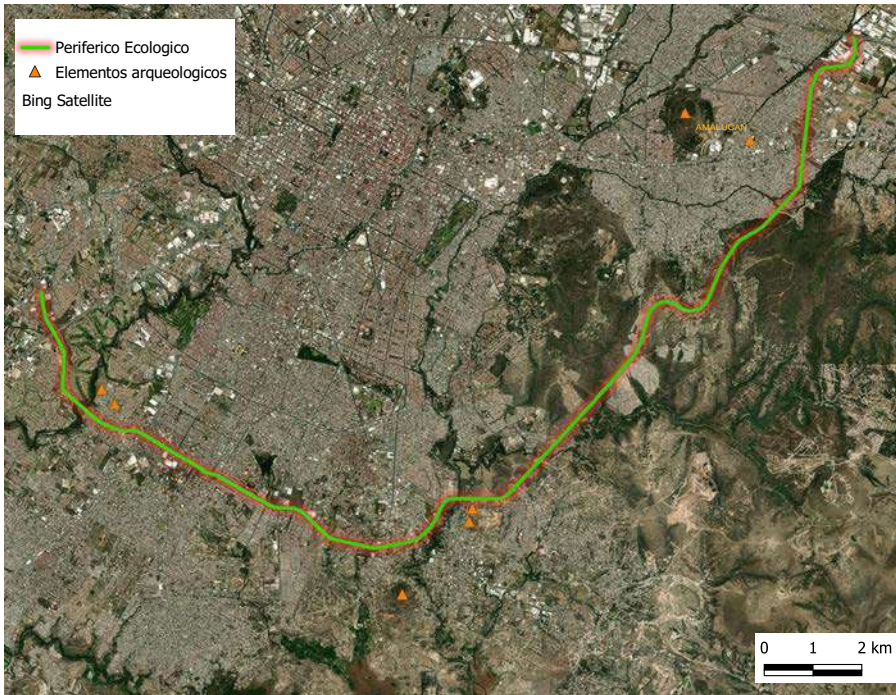 Periferico Ecologico
Elementos arqueologicos
Bing Satellite
AMALUCAN
0 1 2 km